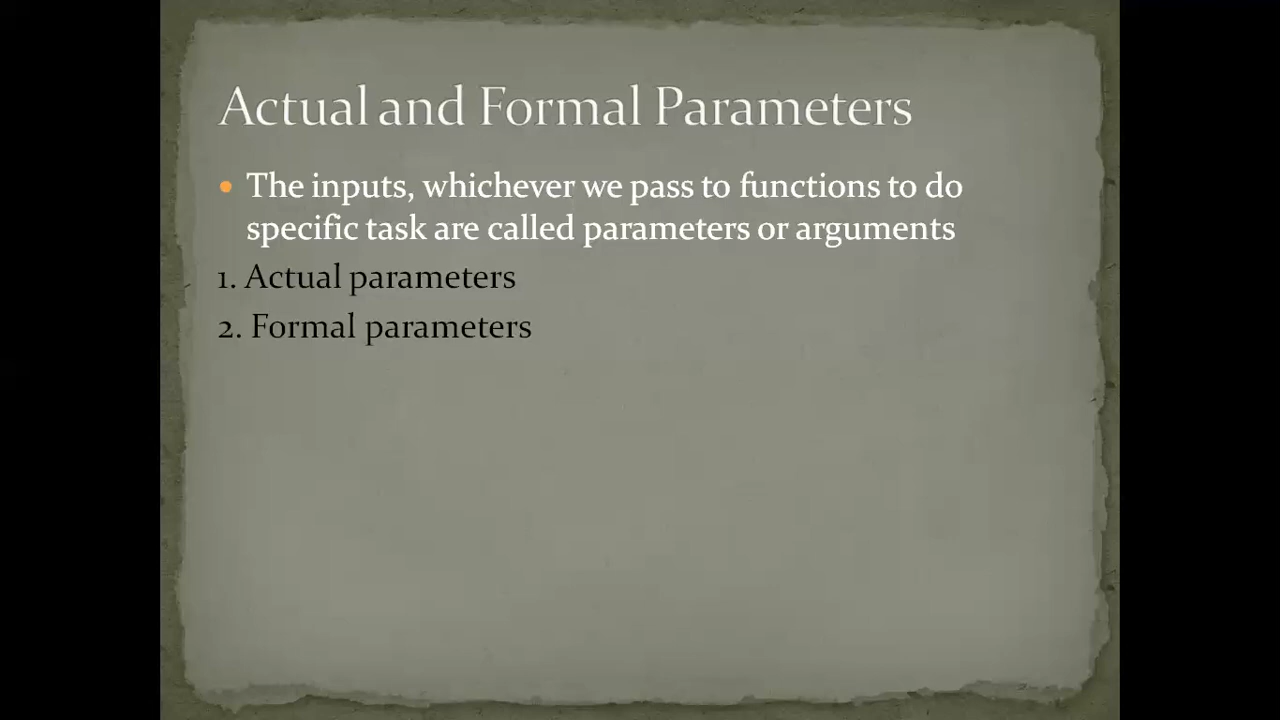 Actual and Formal Parameters
• The inputs, whichever we pass to functions to do
specific task are called parameters or arguments
1. Actual parameters
2. Formal parameters